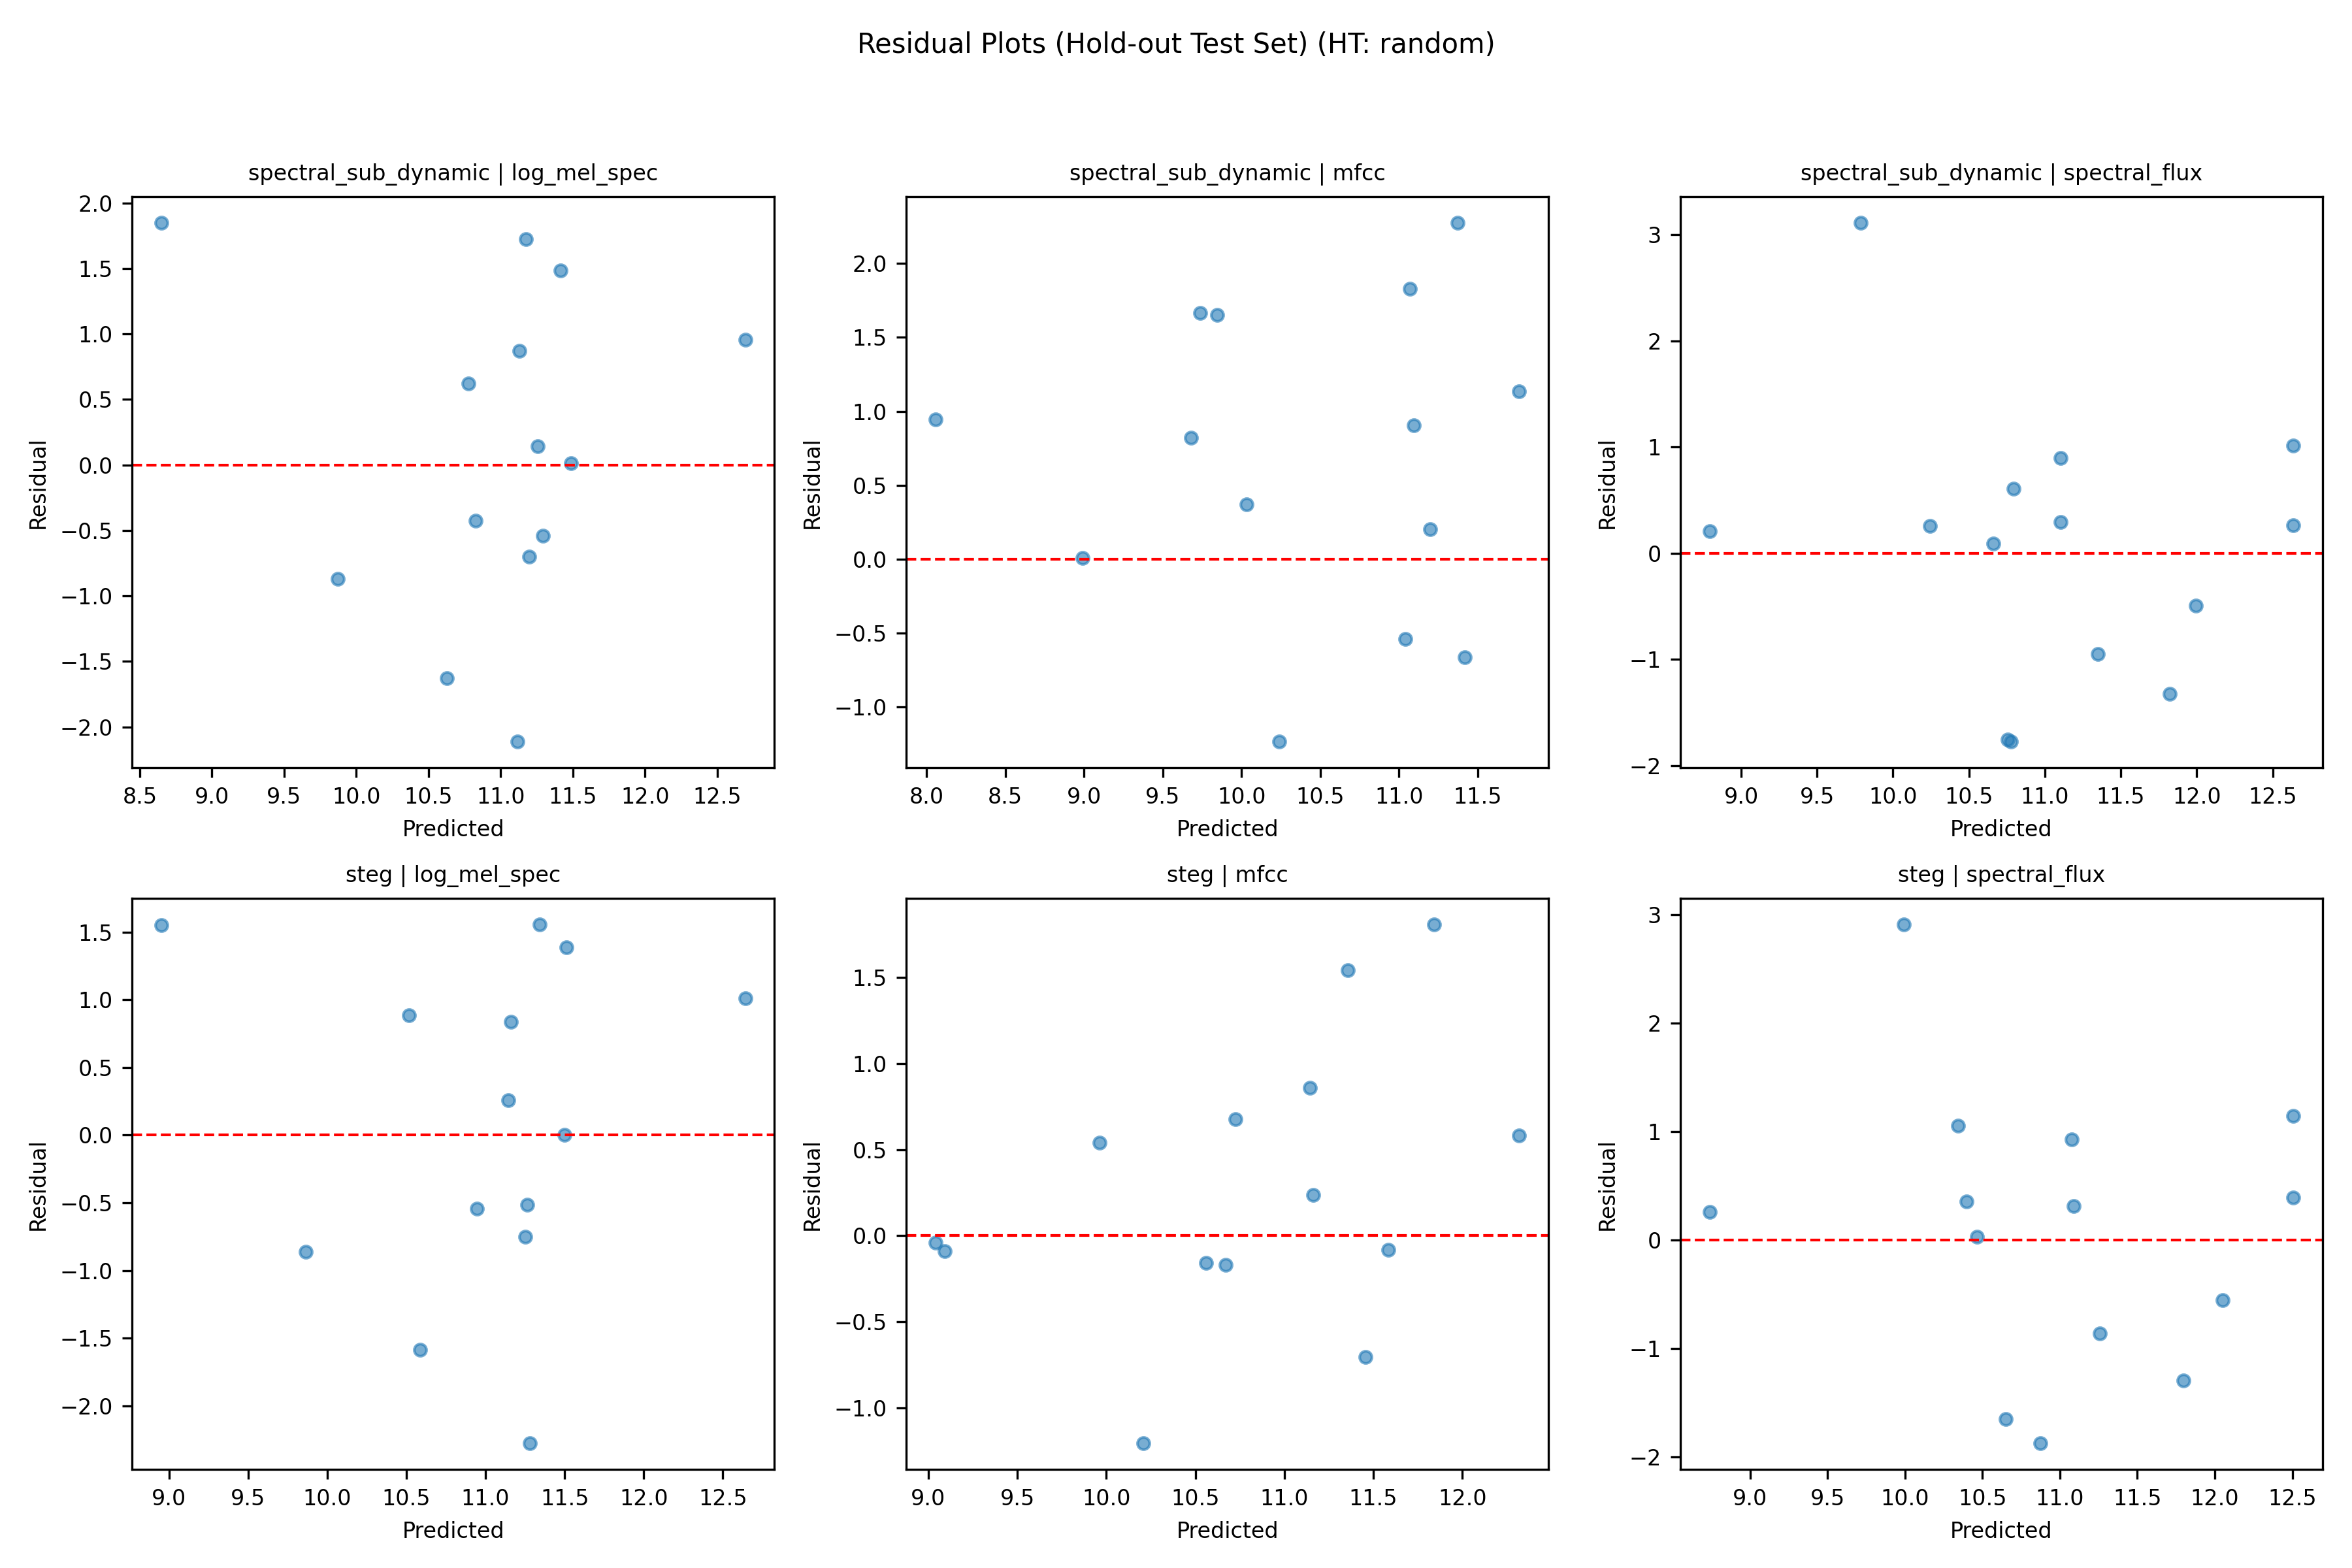 Residual Plots (Hold-out Test Set) (HT: random)
spectral_sub_dynamic | log_mel_spec
2.0
1.5
1.0
0.5
0.0
−0.5
−1.0
−1.5
−2.0
Residual
8.5 9.0 9.5 10.0 10.5 11.0 11.5 12.0 12.5
Predicted
spectral_sub_dynamic | mfcc
2.0
1.5
1.0
0.5
0.0
−0.5
−1.0
Residual
8.0 8.5 9.0 9.5 10.0 10.5 11.0 11.5
Predicted
spectral_sub_dynamic | spectral_flux
3
2
1
0
−1
−2
Residual
9.0 9.5 10.0 10.5 11.0 11.5 12.0 12.5
Predicted
steg | log_mel_spec
1.5
1.0
0.5
0.0
−0.5
−1.0
−1.5
−2.0
Residual
9.0 9.5 10.0 10.5 11.0 11.5 12.0 12.5
Predicted
steg | mfcc
1.5
1.0
0.5
0.0
−0.5
−1.0
Residual
9.0 9.5 10.0 10.5 11.0 11.5 12.0
Predicted
steg | spectral_flux
3
2
1
0
−1
−2
Residual
9.0 9.5 10.0 10.5 11.0 11.5 12.0 12.5
Predicted